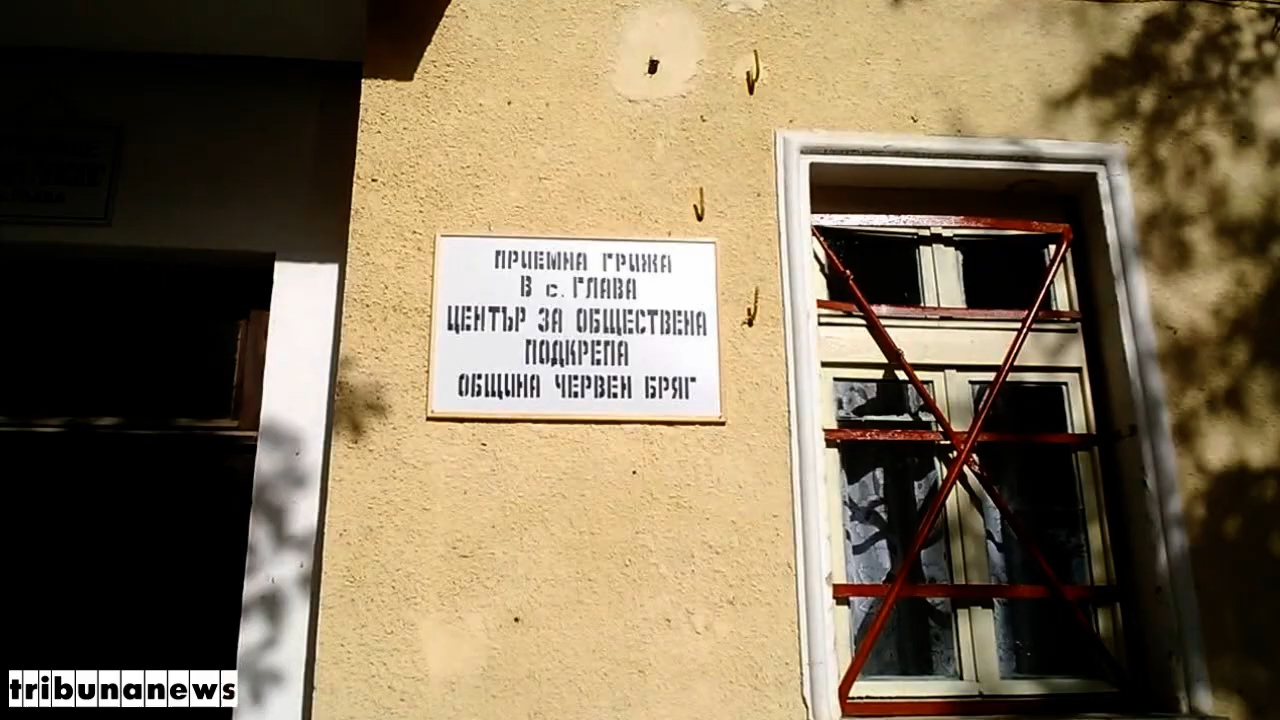 ПРИЕМНА ГРИЖА
В с. ГЛАВА
ЦЕНТЪР ЗА ОБЩЕСТВЕНА
ПОДКРЕПА
ОБЩИНА ЧЕРВЕН БРЯГ
tribunanews